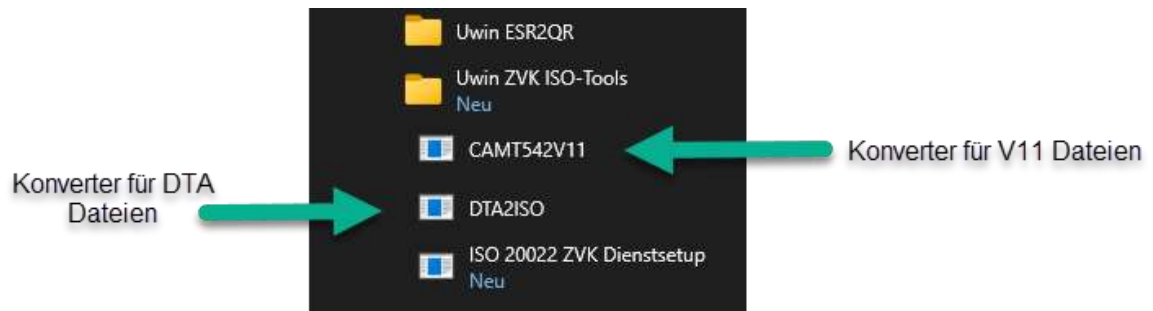 Uwin ESR2QR
Uwin ZVK ISO-Tools
Neu
CAMT542V11
Konverter für V11 Dateien
Konverter für DTA
Dateien
DTA2ISO
ISO 20022 ZVK Dienstsetup
Neu